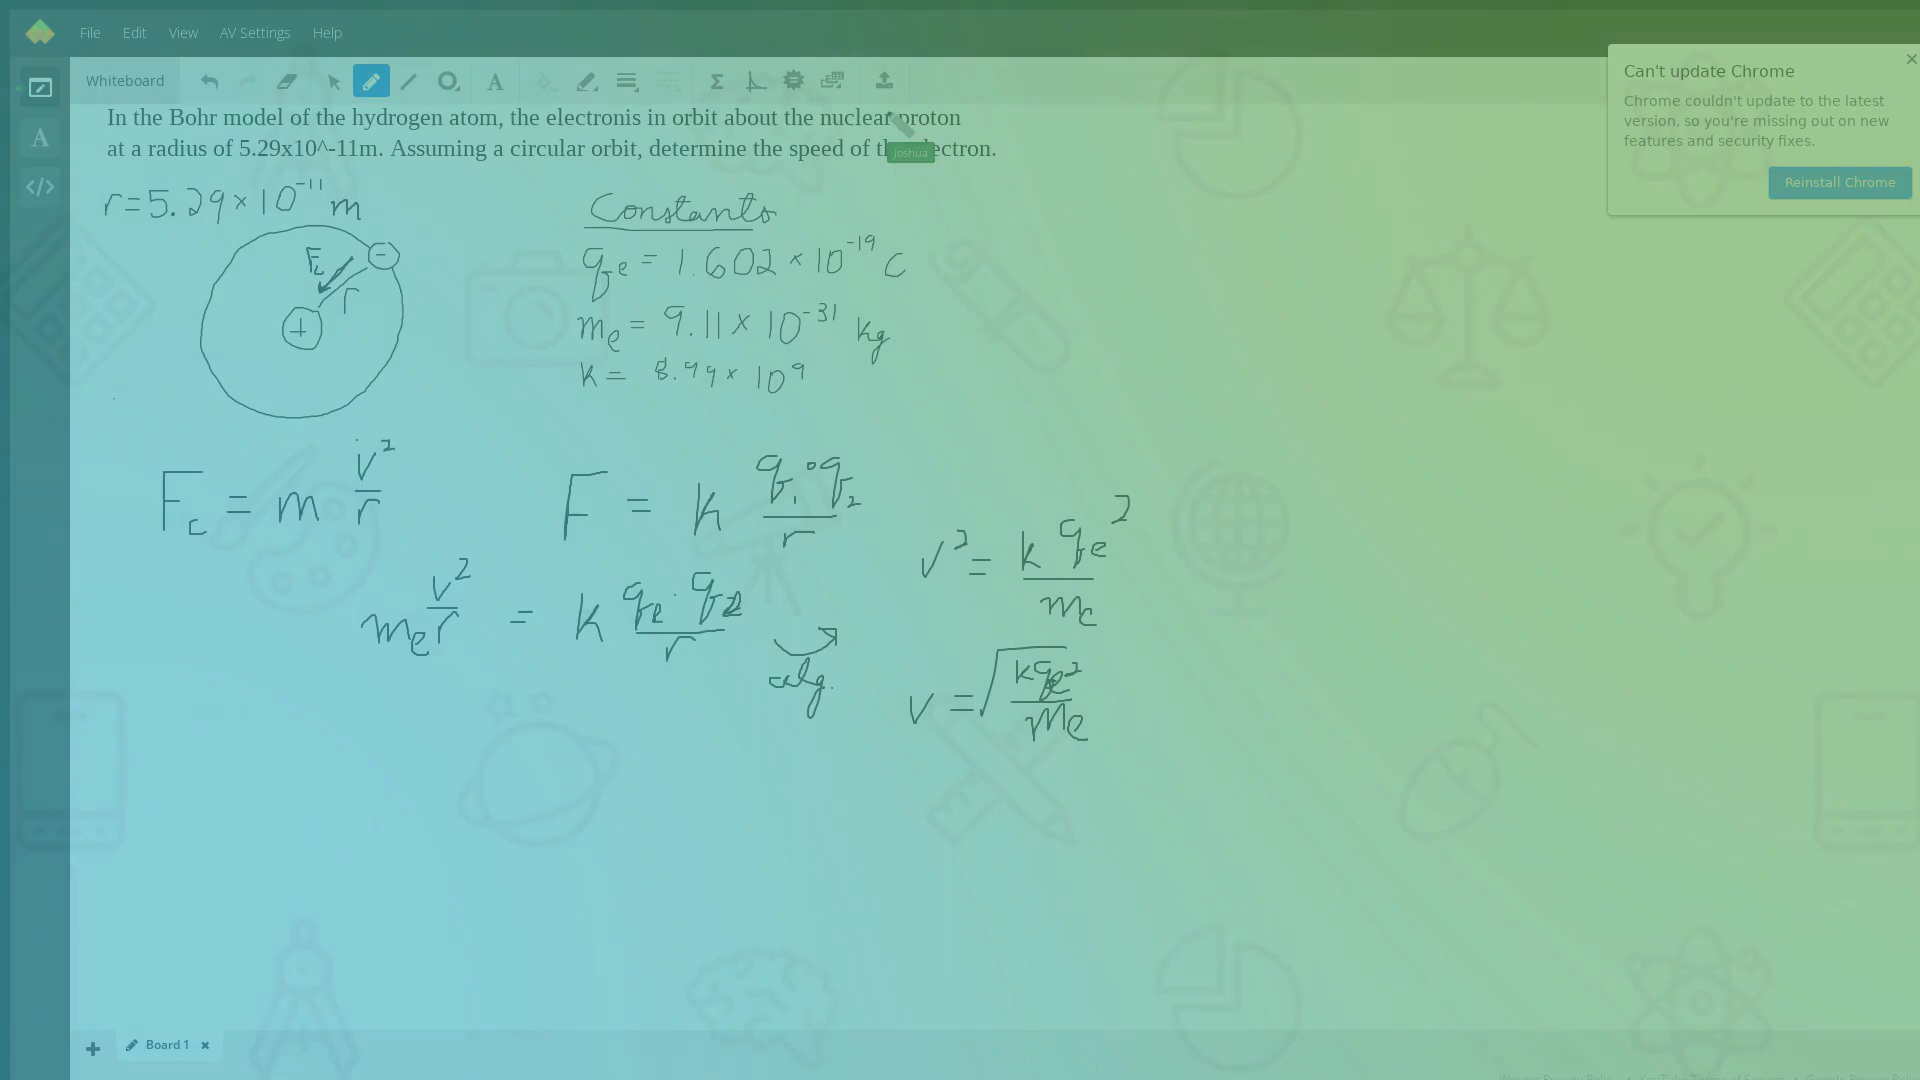 File Edit View AV Settings Help
Whiteboard
Can't update Chrome
Chrome couldn't update to the latest
version, so you're missing out on new
features and security fixes.
Reinstall Chrome
In the Bohr model of the hydrogen atom, the electronis in orbit about the nuclear proton
at a radius of 5.29x10^-11m. Assuming a circular orbit, determine the speed of the electron.
Joshua
r = 5.29 × 10^-11 m
Fc
r
+
-
Constants
qe = 1.602 × 10^-19 C
me = 9.11 × 10^-31 kg
k = 8.99 × 10^9
Fc = m v^2/r
F = k q1·q2/r
me v^2/r = k qe·qe/r
alg.
v^2 = k qe^2/me
v = √(kqe^2/me)
Board 1